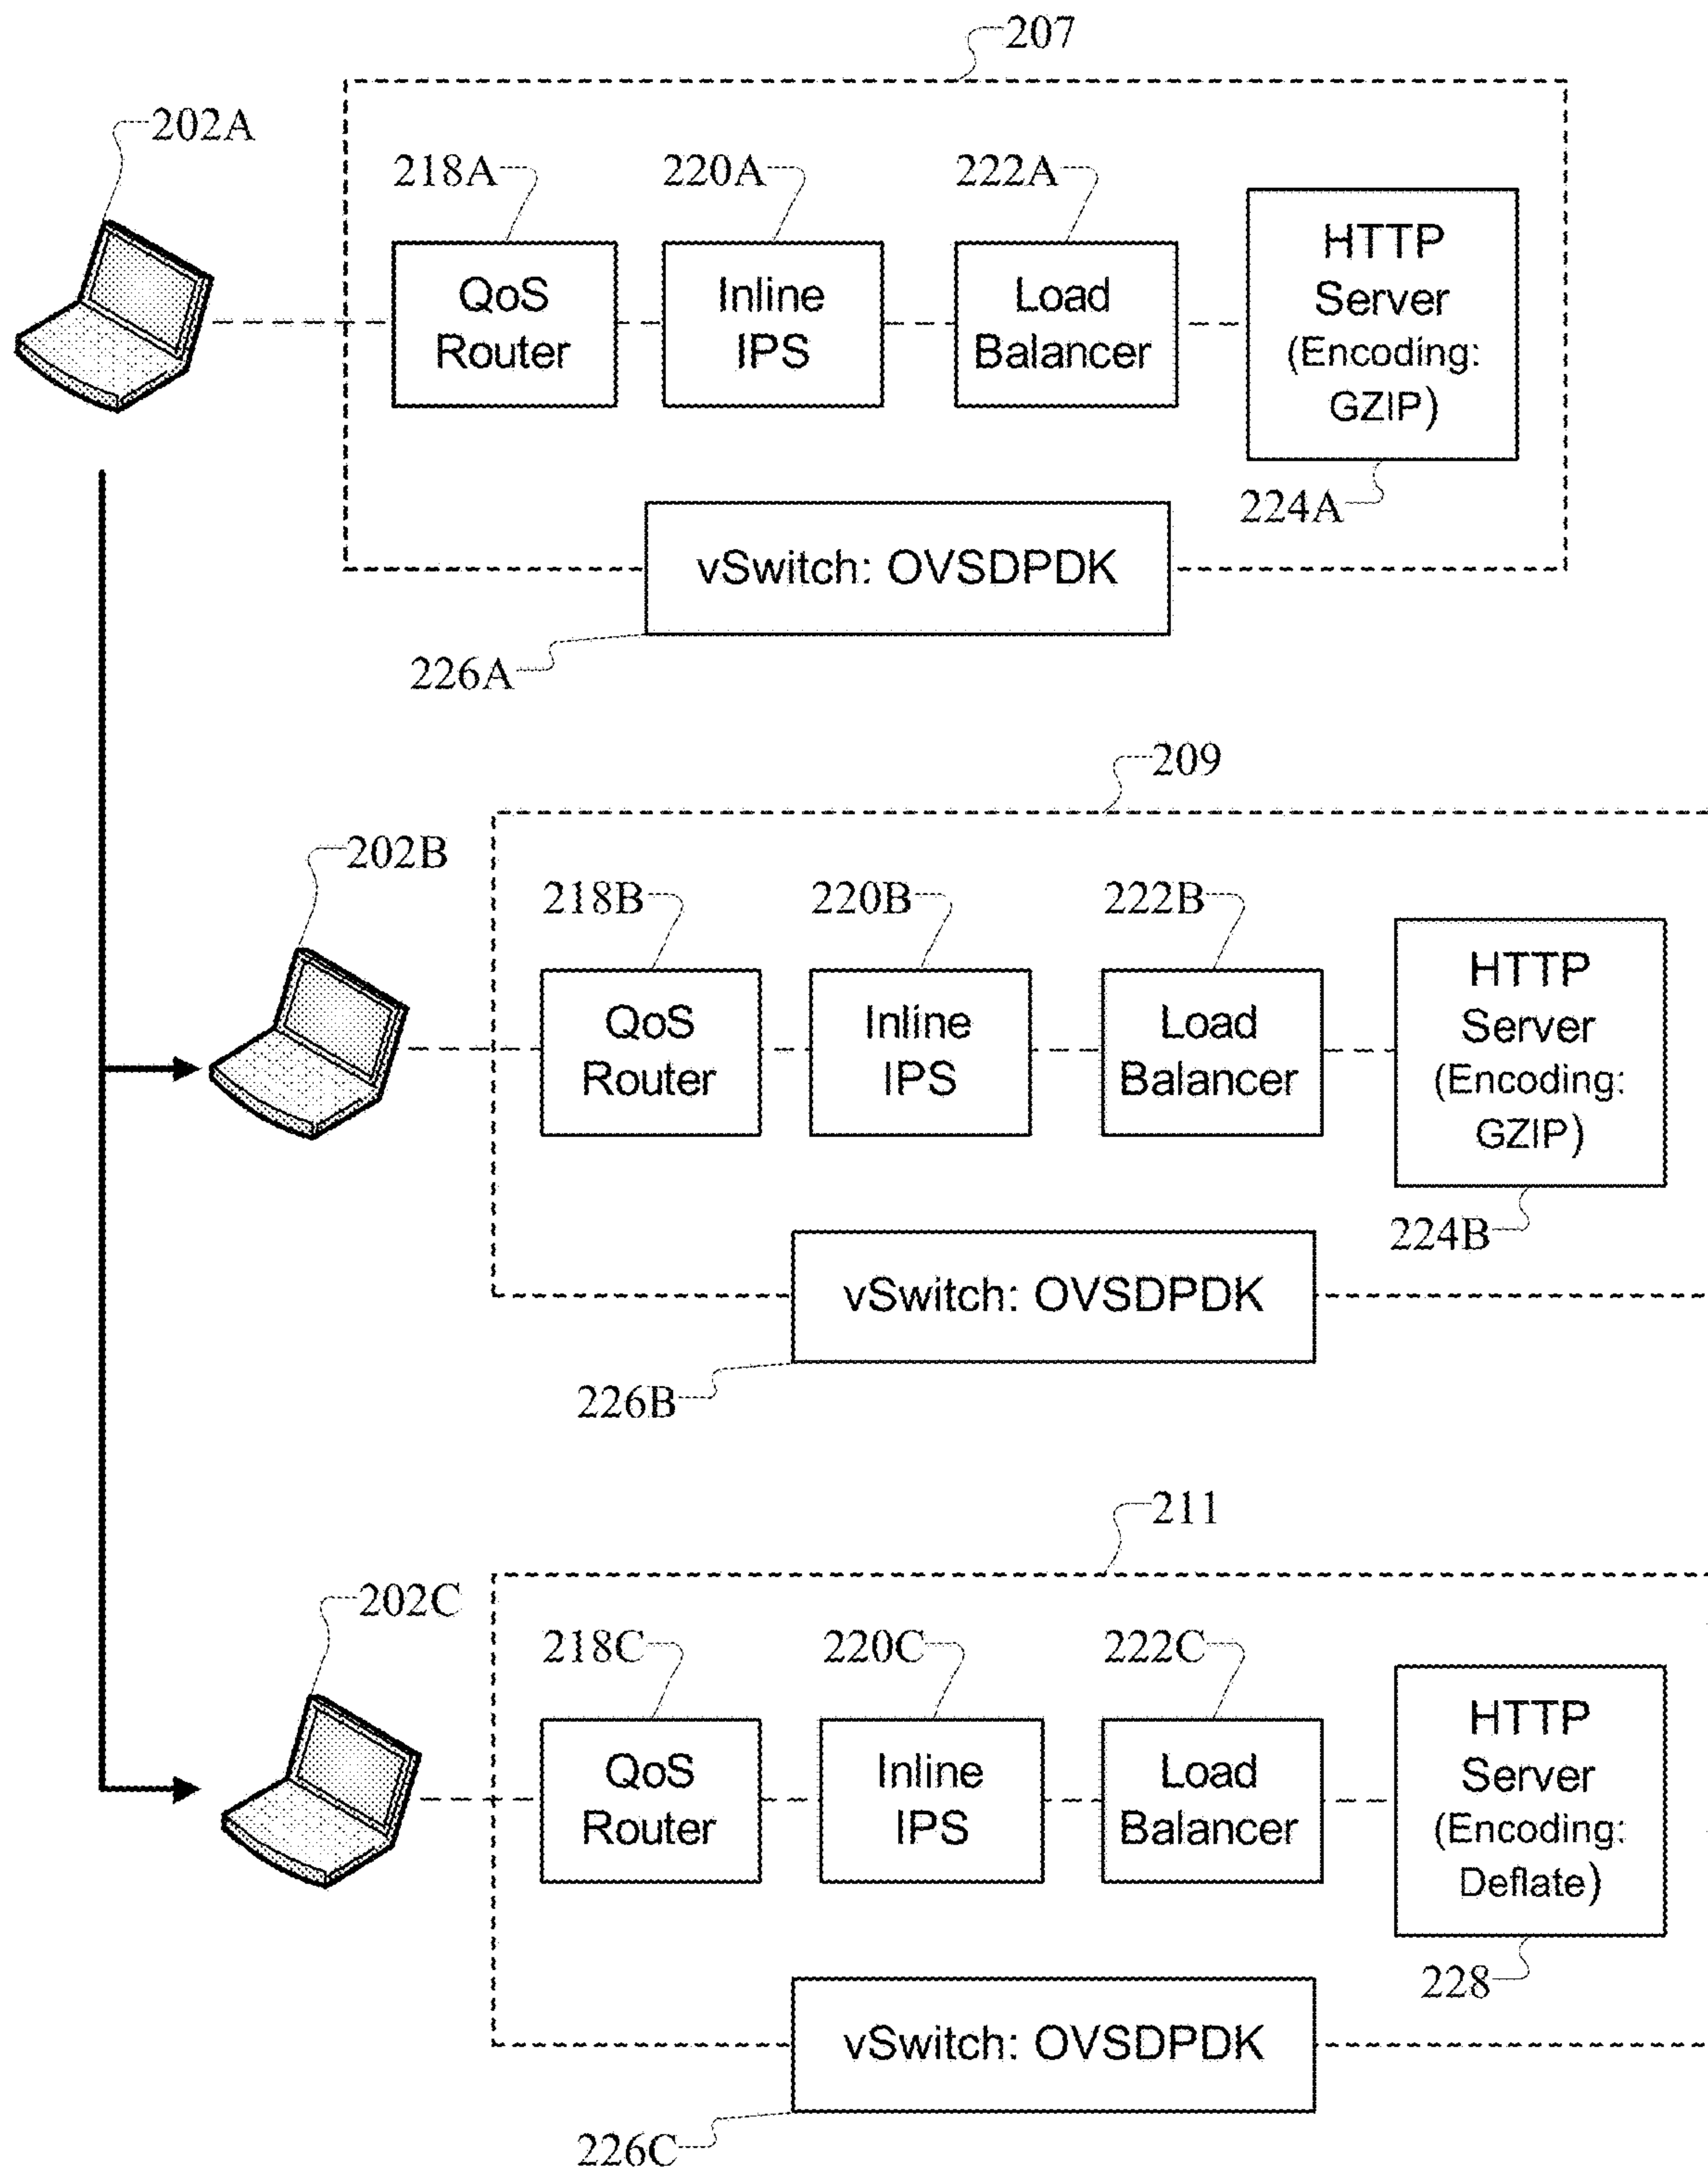 207
202A
218A
220A
222A
QoS
Router
Inline
IPS
Load
Balancer
HTTP
Server
(Encoding:
GZIP)
224A
vSwitch: OVSDPDK
226A
209
202B
218B
220B
222B
QoS
Router
Inline
IPS
Load
Balancer
HTTP
Server
(Encoding:
GZIP)
224B
vSwitch: OVSDPDK
226B
211
202C
218C
220C
222C
QoS
Router
Inline
IPS
Load
Balancer
HTTP
Server
(Encoding:
Deflate)
228
vSwitch: OVSDPDK
226C